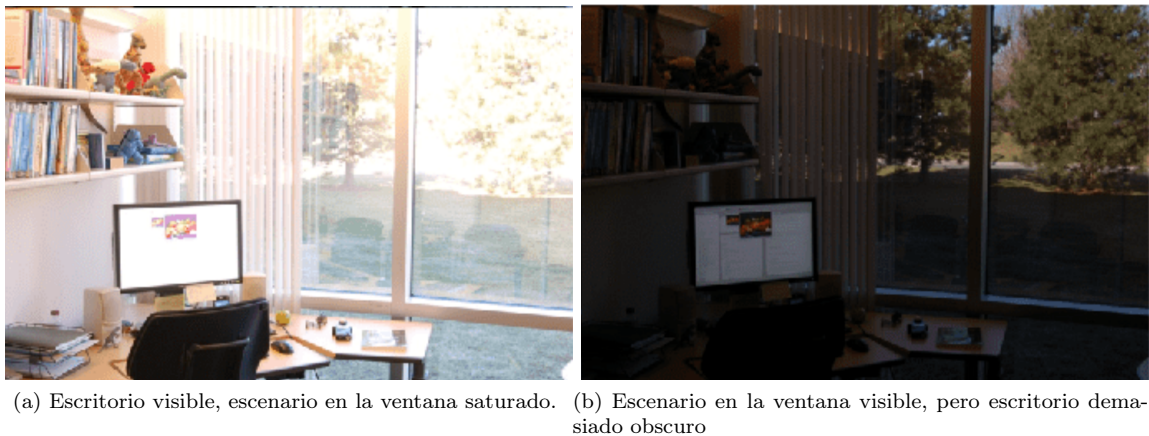 (a) Escritorio visible, escenario en la ventana saturado.
(b) Escenario en la ventana visible, pero escritorio dema-
siado obscuro